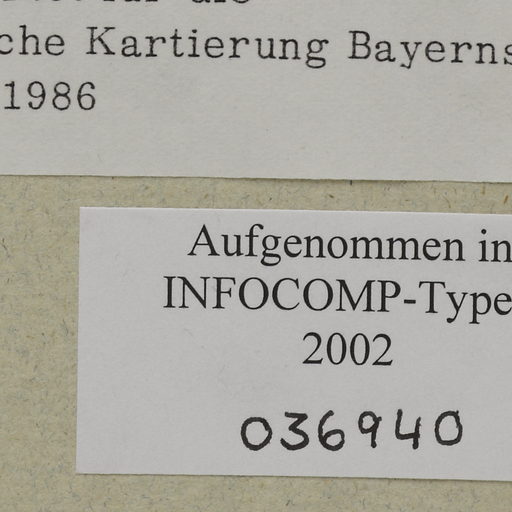 che Kartierung Bayerns
1986
Aufgenommen in
INFOCOMP-Type
2002
036940